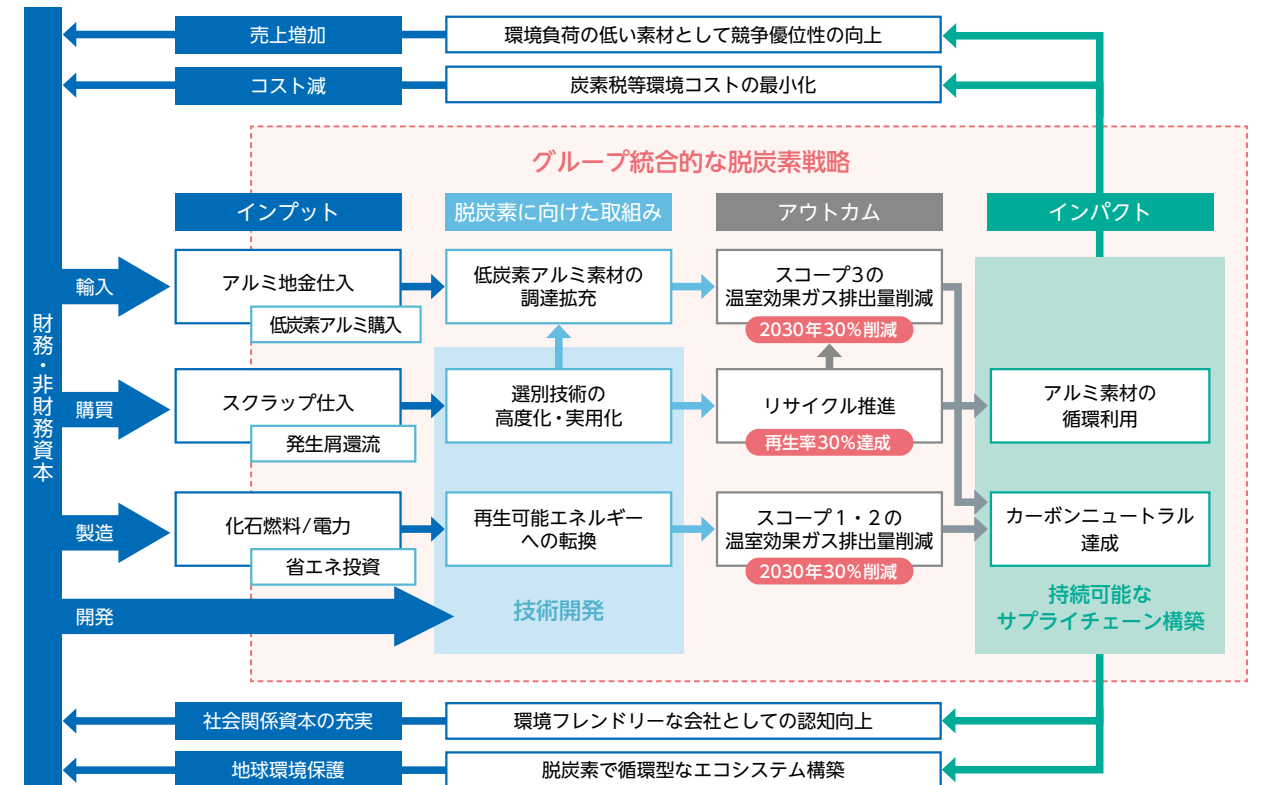 売上増加
環境負荷の低い素材として競争優位性の向上
コスト減
炭素税等環境コストの最小化
グループ統合的な脱炭素戦略
インプット
脱炭素に向けた取組み
アウトカム
インパクト
財務・非財務資本
輸入
アルミ地金仕入
低炭素アルミ購入
低炭素アルミ素材の
調達拡充
スコープ3の
温室効果ガス排出量削減
2030年30%削減
購買
スクラップ仕入
発生屑還流
選別技術の
高度化・実用化
リサイクル推進
再生率30%達成
アルミ素材の
循環利用
製造
化石燃料/電力
省エネ投資
再生可能エネルギー
への転換
スコープ1・2の
温室効果ガス排出量削減
2030年30%削減
カーボンニュートラル
達成
開発
技術開発
持続可能な
サプライチェーン構築
社会関係資本の充実
環境フレンドリーな会社としての認知向上
地球環境保護
脱炭素で循環型なエコシステム構築